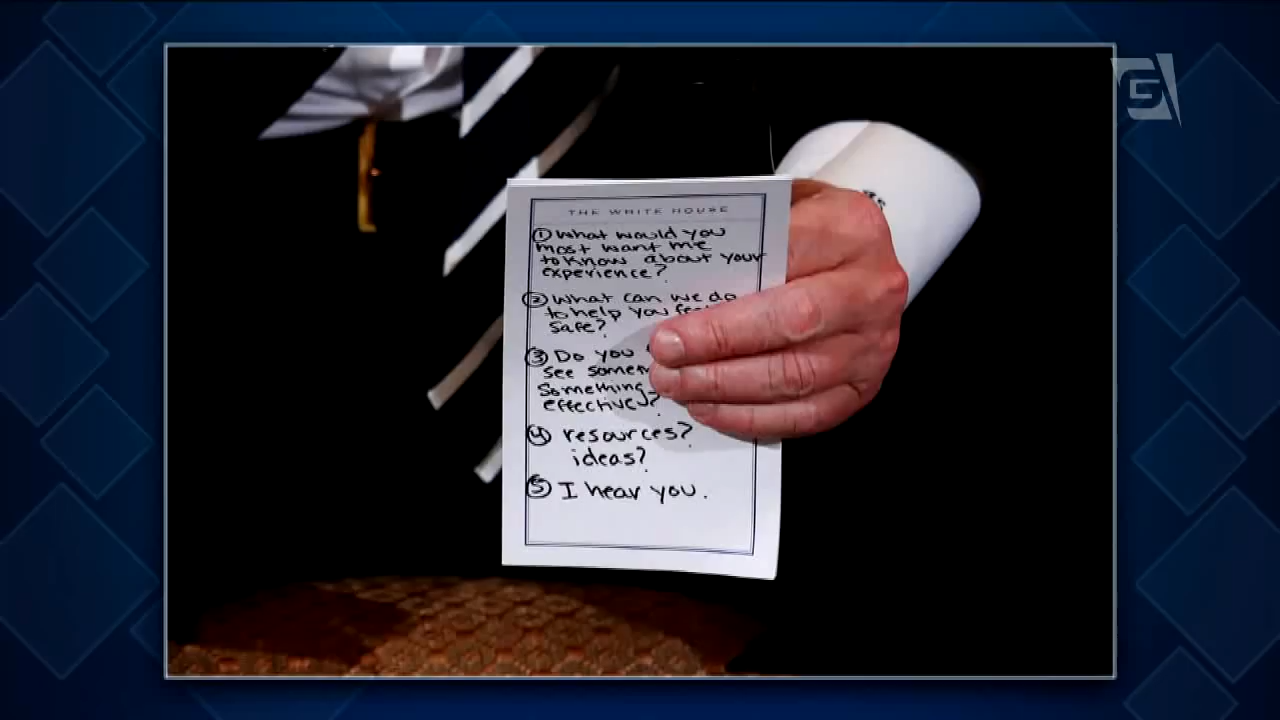 THE WHITE HOUSE
① What would you
most want me
to know about your
experience?
② What can we do
to help you
safe?
③ Do you
see
Something
effective?
④ resources?
ideas?
⑤ I hear you.